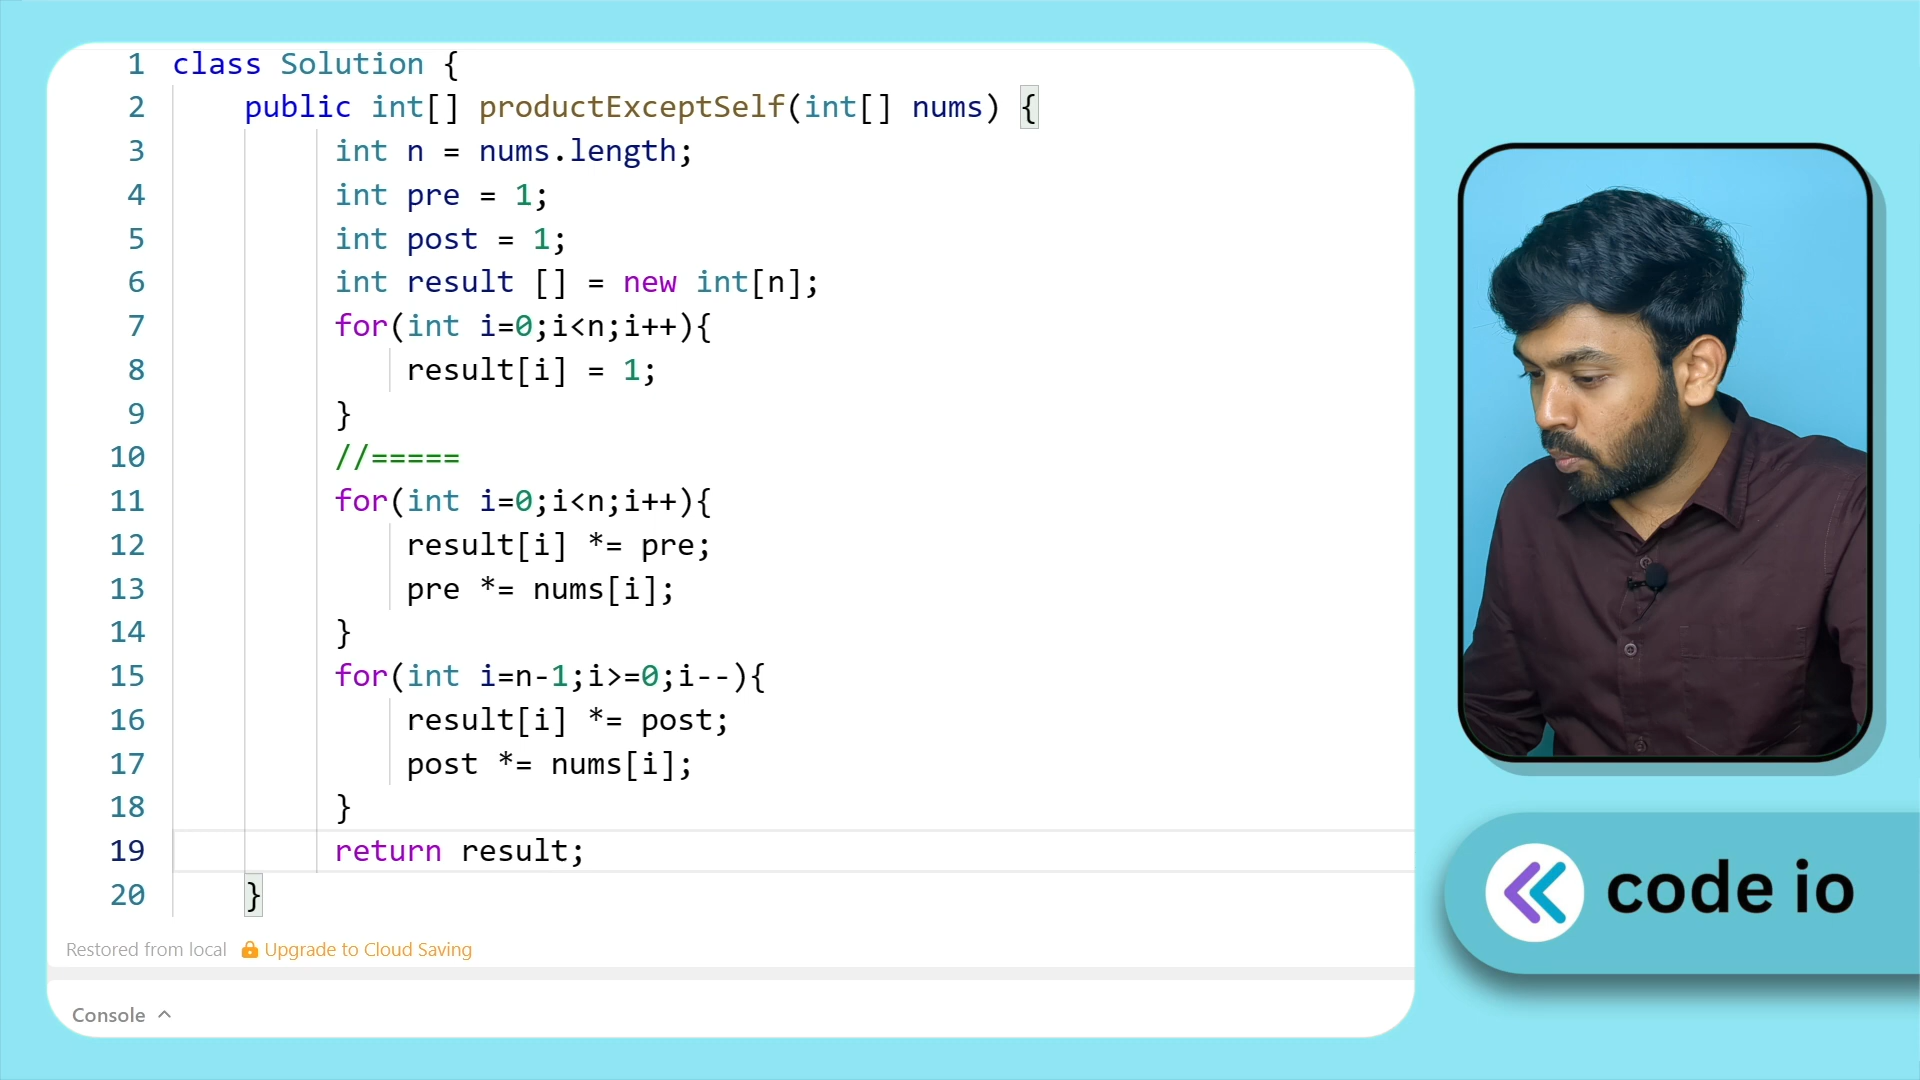 1 class Solution {
2 public int[] productExceptSelf(int[] nums) {
3 int n = nums.length;
4 int pre = 1;
5 int post = 1;
6 int result [] = new int[n];
7 for(int i=0;i<n;i++){
8 result[i] = 1;
9 }
10 //=====
11 for(int i=0;i<n;i++){
12 result[i] *= pre;
13 pre *= nums[i];
14 }
15 for(int i=n-1;i>=0;i--){
16 result[i] *= post;
17 post *= nums[i];
18 }
19 return result;
20 }
Restored from local Upgrade to Cloud Saving
Console
code io